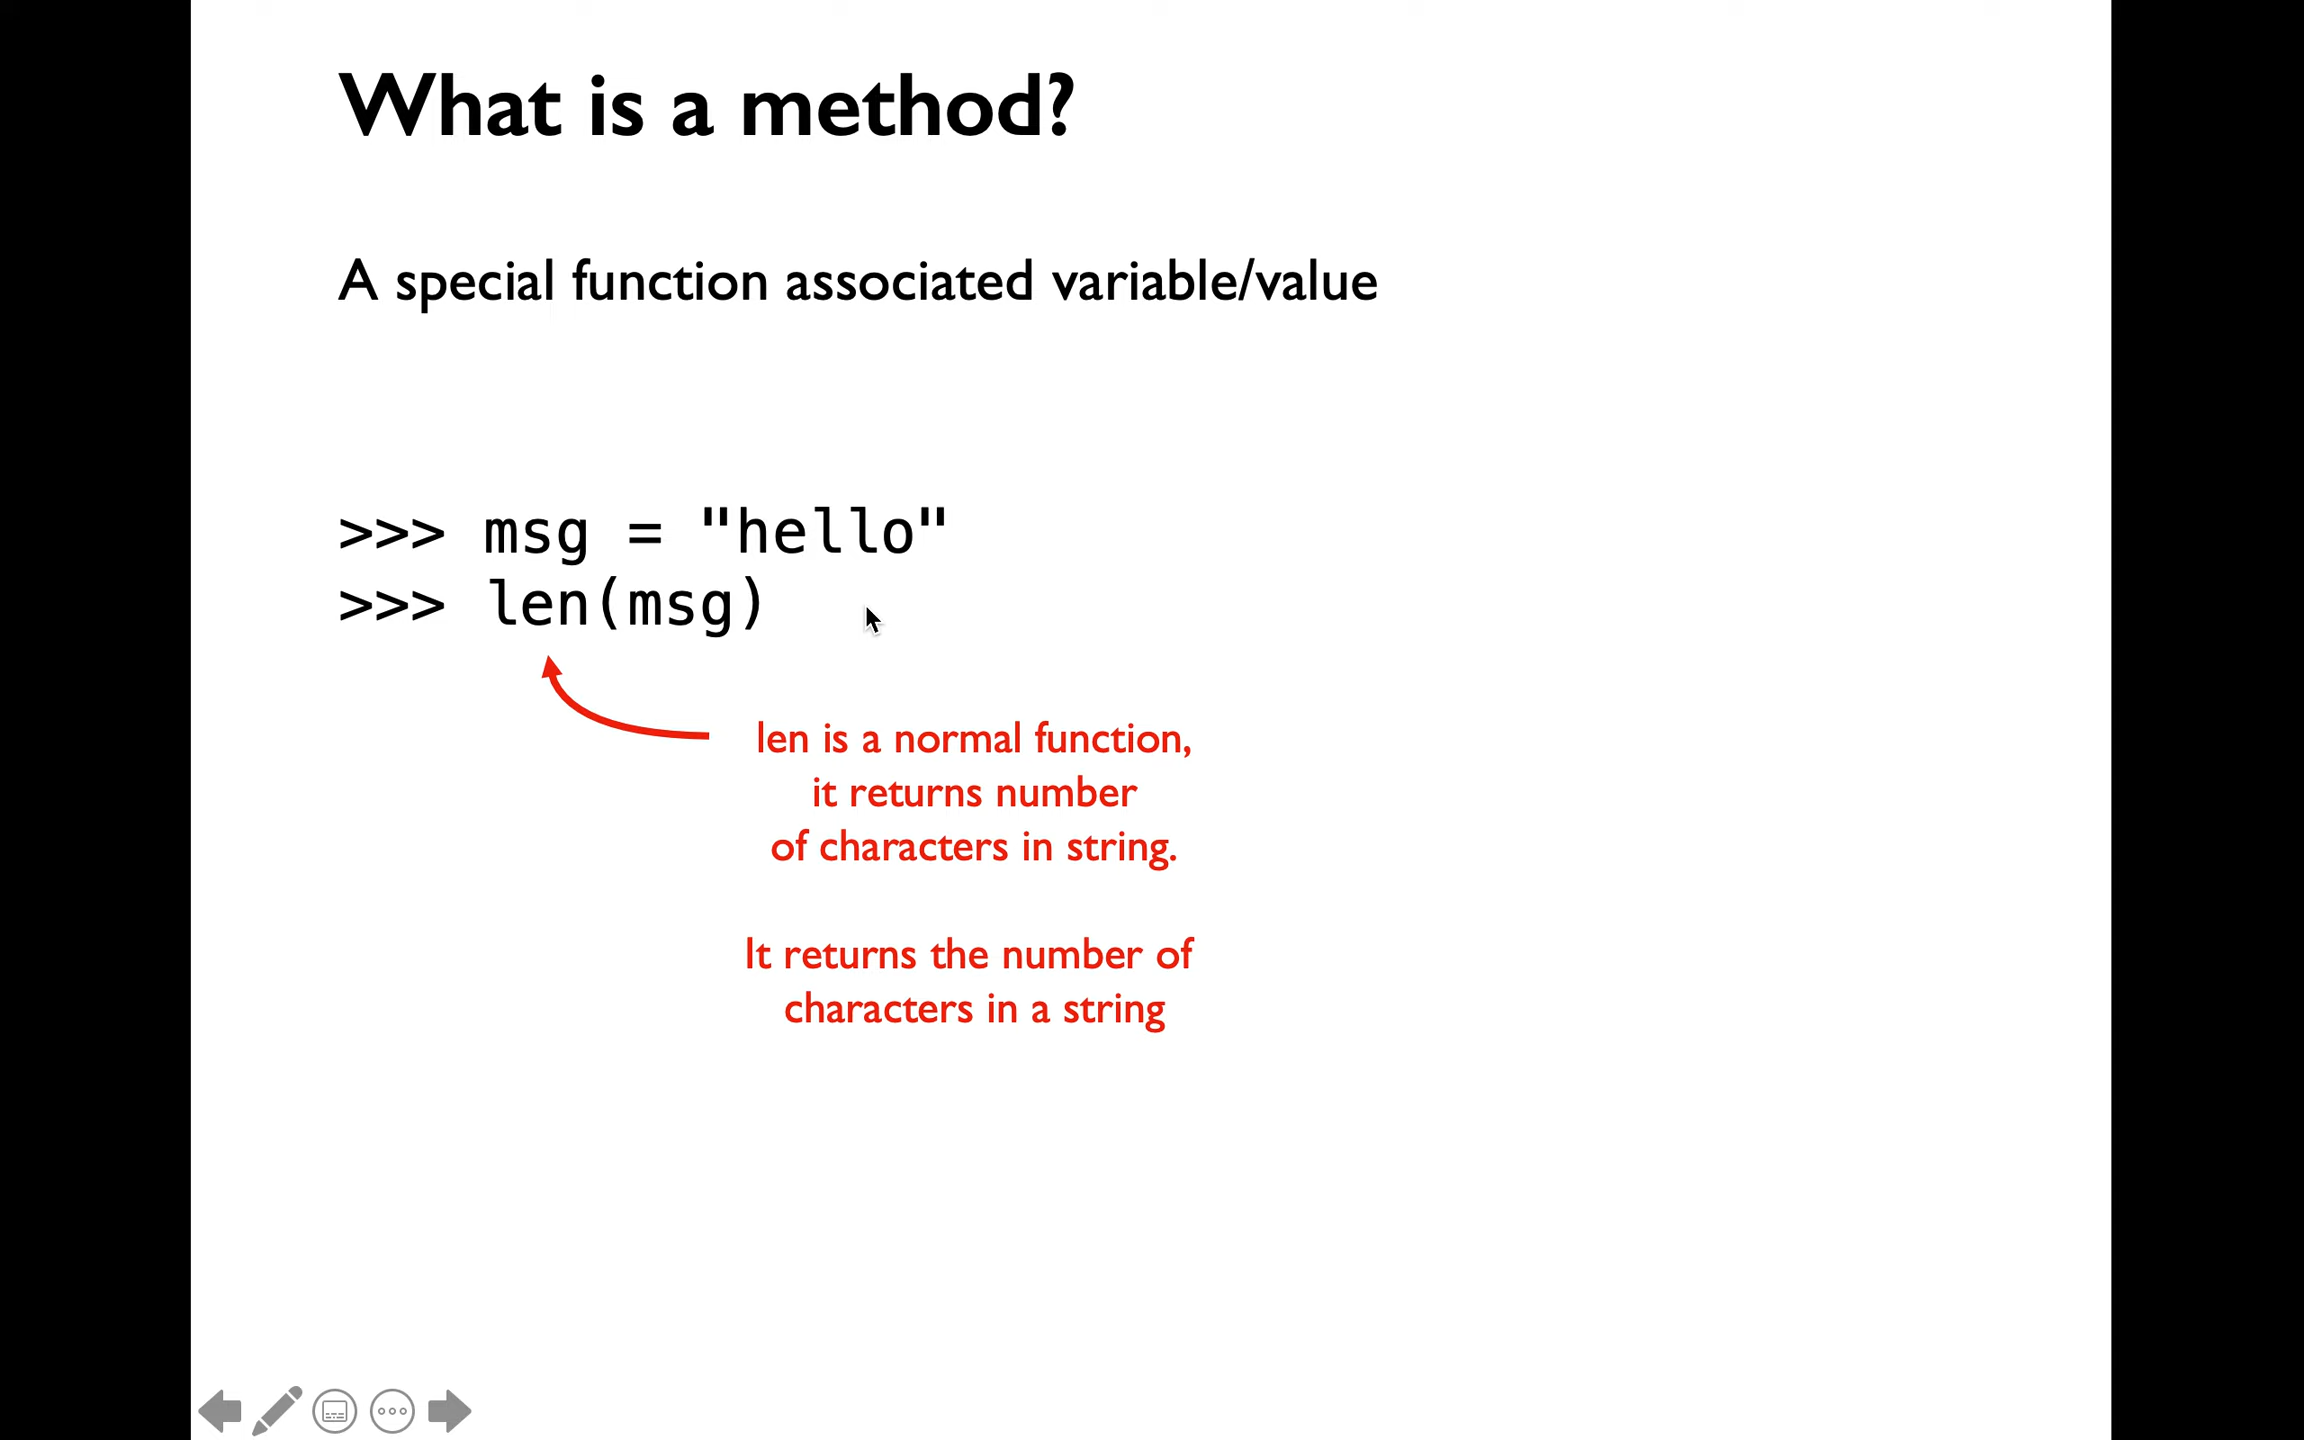 What is a method?
A special function associated variable/value
>>> msg = "hello"
>>> len(msg)
len is a normal function,
it returns number
of characters in string.
It returns the number of
characters in a string